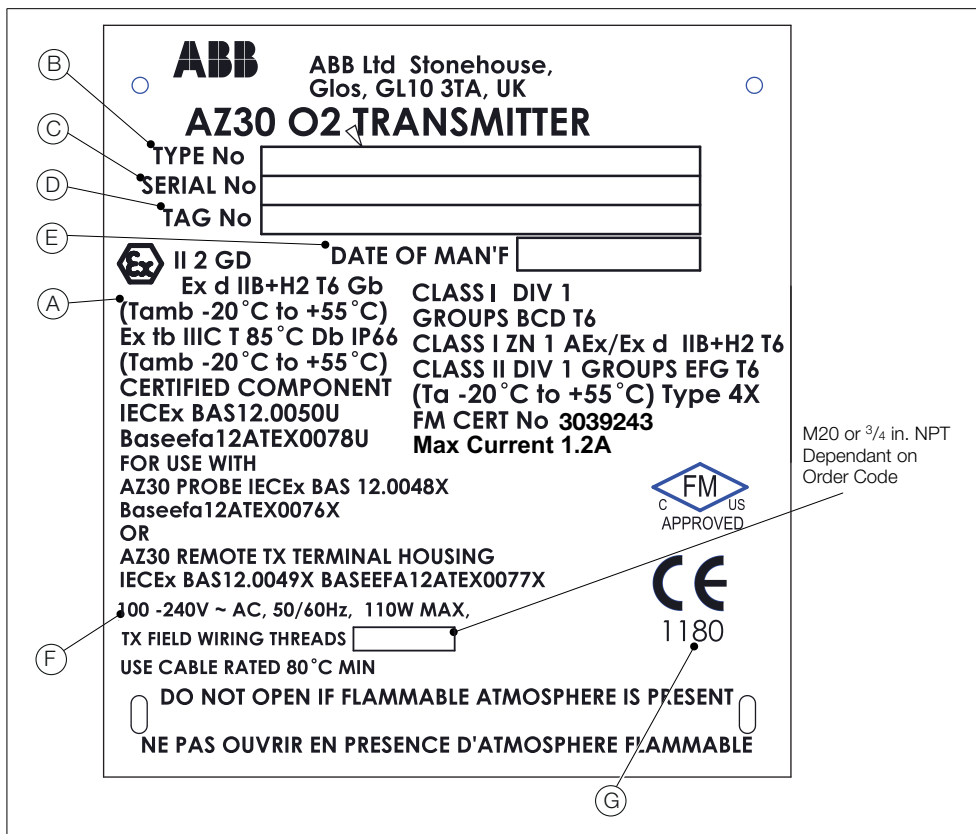 ABB
ABB Ltd Stonehouse,
Glos, GL10 3TA, UK
AZ30 O2 TRANSMITTER
B
TYPE No
C
SERIAL No
D
TAG No
E
DATE OF MAN'F
Ex II 2 GD
Ex d IIB+H2 T6 Gb
A
(Tamb -20°C to +55°C)
Ex tb IIIC T 85°C Db IP66
(Tamb -20°C to +55°C)
CERTIFIED COMPONENT
IECEx BAS12.0050U
Baseefa12ATEX0078U
FOR USE WITH
AZ30 PROBE IECEx BAS 12.0048X
Baseefa12ATEX0076X
OR
AZ30 REMOTE TX TERMINAL HOUSING
IECEx BAS12.0049X BASEEFA12ATEX0077X
CLASS I DIV 1
GROUPS BCD T6
CLASS I ZN 1 AEx/Ex d IIB+H2 T6
CLASS II DIV 1 GROUPS EFG T6
(Ta -20°C to +55°C) Type 4X
FM CERT No 3039243
Max Current 1.2A
M20 or 3/4 in. NPT
Dependant on
Order Code
FM
C US
APPROVED
CE
1180
100 -240V ~ AC, 50/60Hz, 110W MAX,
F
TX FIELD WIRING THREADS
USE CABLE RATED 80°C MIN
DO NOT OPEN IF FLAMMABLE ATMOSPHERE IS PRESENT
NE PAS OUVRIR EN PRESENCE D'ATMOSPHERE FLAMMABLE
G